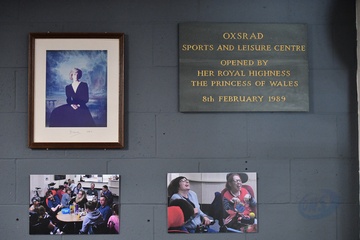 OXSRAD
SPORTS AND LEISURE CENTRE
OPENED BY
HER ROYAL HIGHNESS
THE PRINCESS OF WALES
8th FEBRUARY 1989